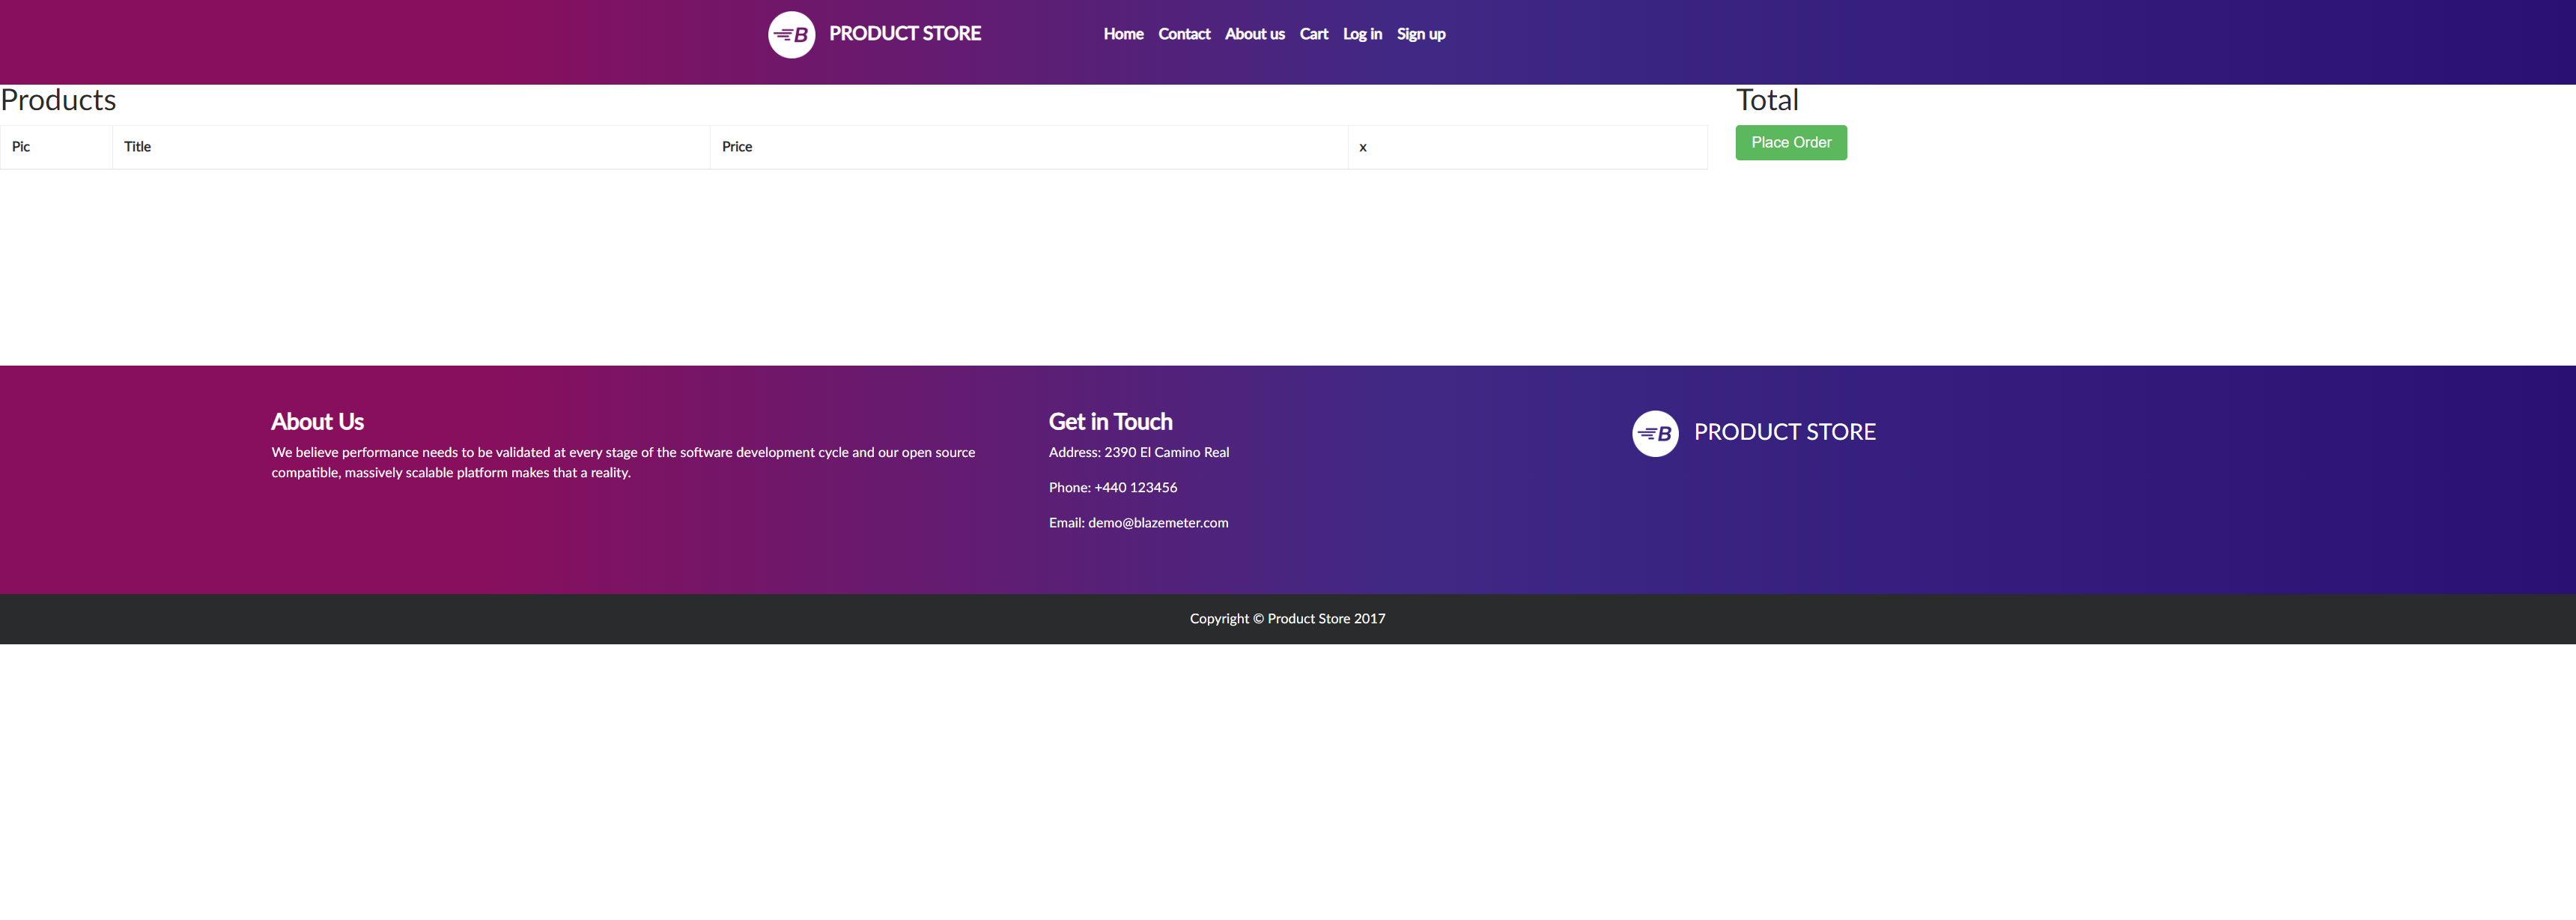 B PRODUCT STORE Home Contact About us Cart Log in Sign up
Products
Total
Pic Title Price x
Place Order
About Us
We believe performance needs to be validated at every stage of the software development cycle and our open source
compatible, massively scalable platform makes that a reality.
Get in Touch
Address: 2390 El Camino Real
Phone: +440 123456
Email: demo@blazemeter.com
B PRODUCT STORE
Copyright © Product Store 2017